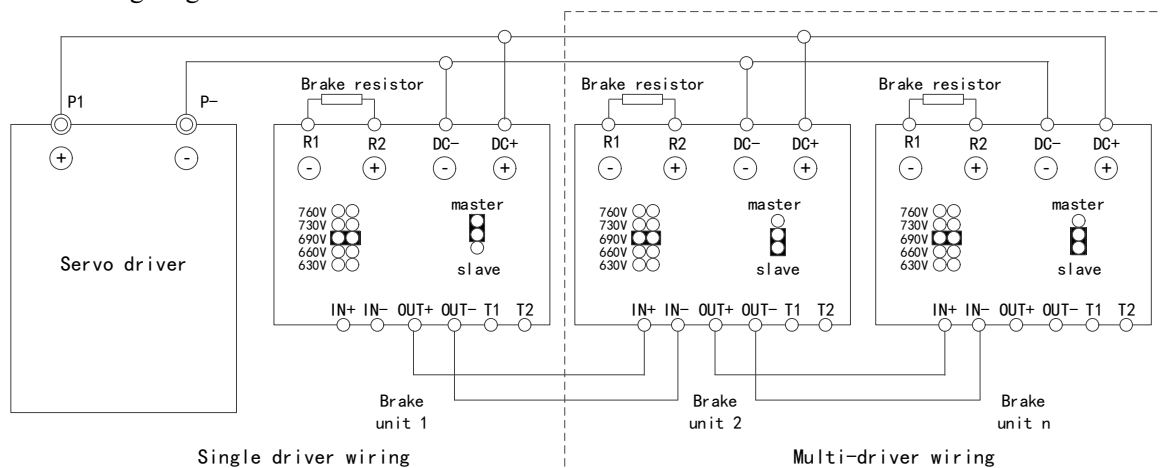 P1
P-
+
-
Servo driver
Brake resistor
R1 R2 DC- DC+
- + - +
760V
730V
690V
660V
630V
master
slave
IN+ IN- OUT+ OUT- T1 T2
Brake
unit 1
Brake resistor
R1 R2 DC- DC+
- + - +
760V
730V
690V
660V
630V
master
slave
IN+ IN- OUT+ OUT- T1 T2
Brake
unit 2
Brake resistor
R1 R2 DC- DC+
- + - +
760V
730V
690V
660V
630V
master
slave
IN+ IN- OUT+ OUT- T1 T2
Brake
unit n
Single driver wiring
Multi-driver wiring